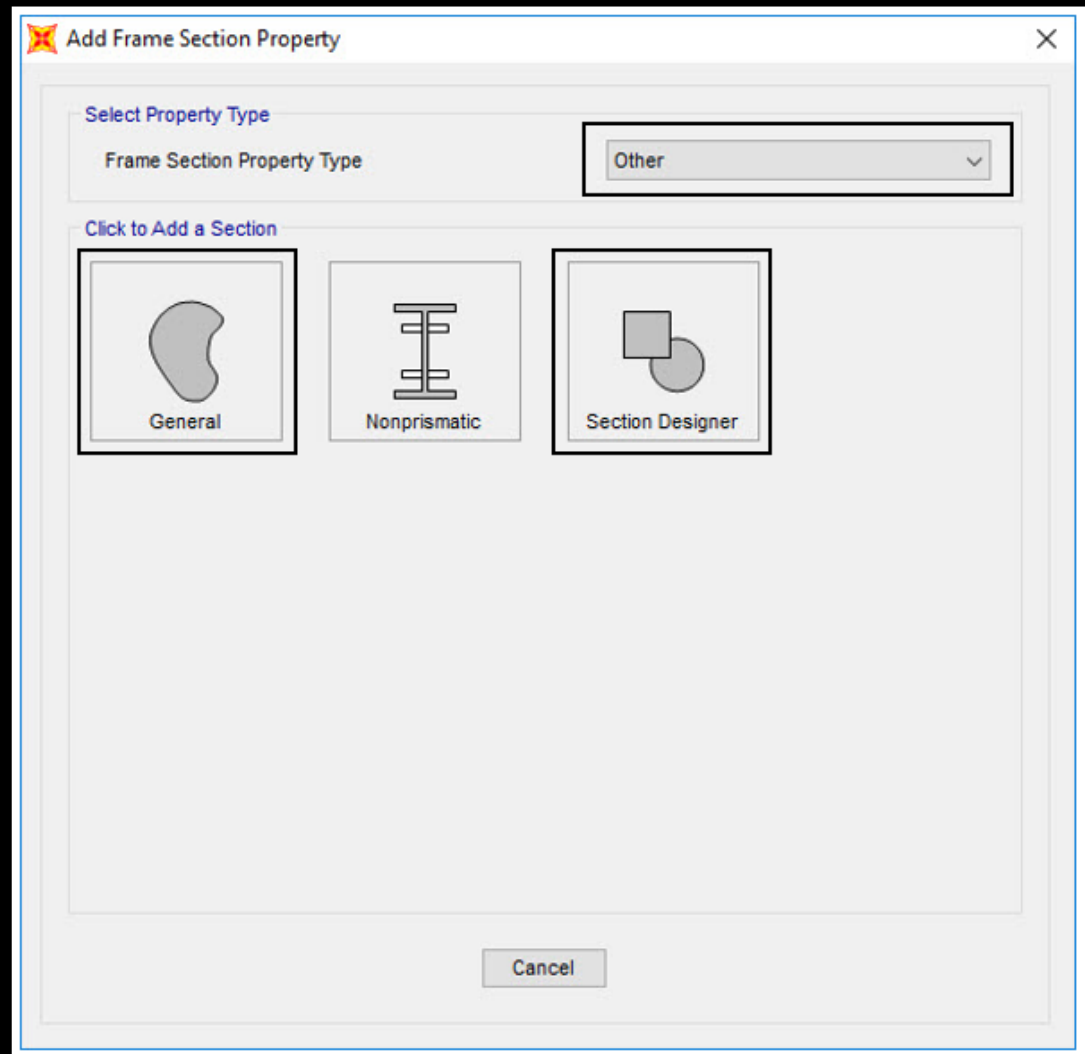 Add Frame Section Property
Select Property Type
Frame Section Property Type
Other
Click to Add a Section
General
Nonprismatic
Section Designer
Cancel